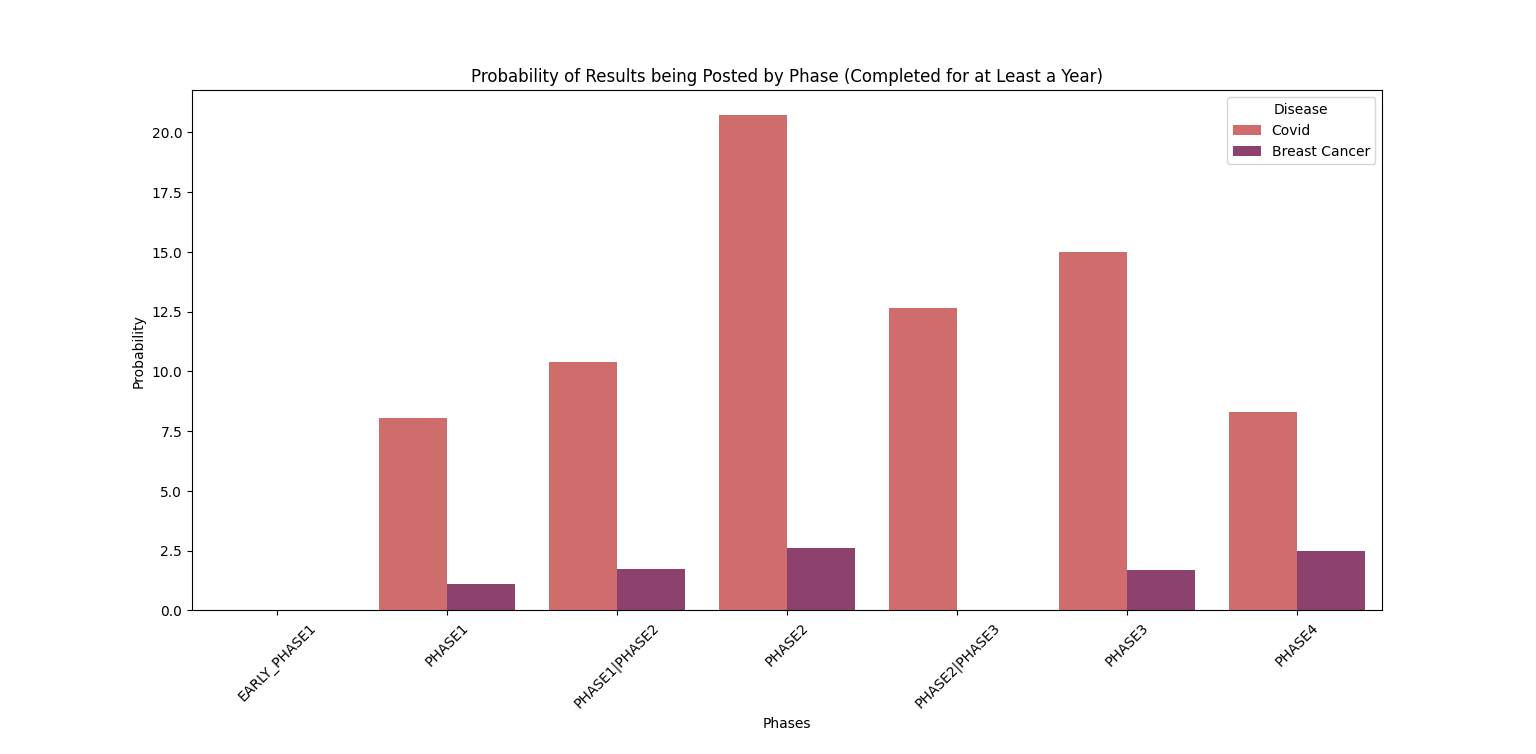 Probability of Results being Posted by Phase (Completed for at Least a Year)
Disease
Covid
Breast Cancer
Probability
20.0
17.5
15.0
12.5
10.0
7.5
5.0
2.5
0.0
EARLY_PHASE1
PHASE1
PHASE1|PHASE2
PHASE2
PHASE2|PHASE3
PHASE3
PHASE4
Phases